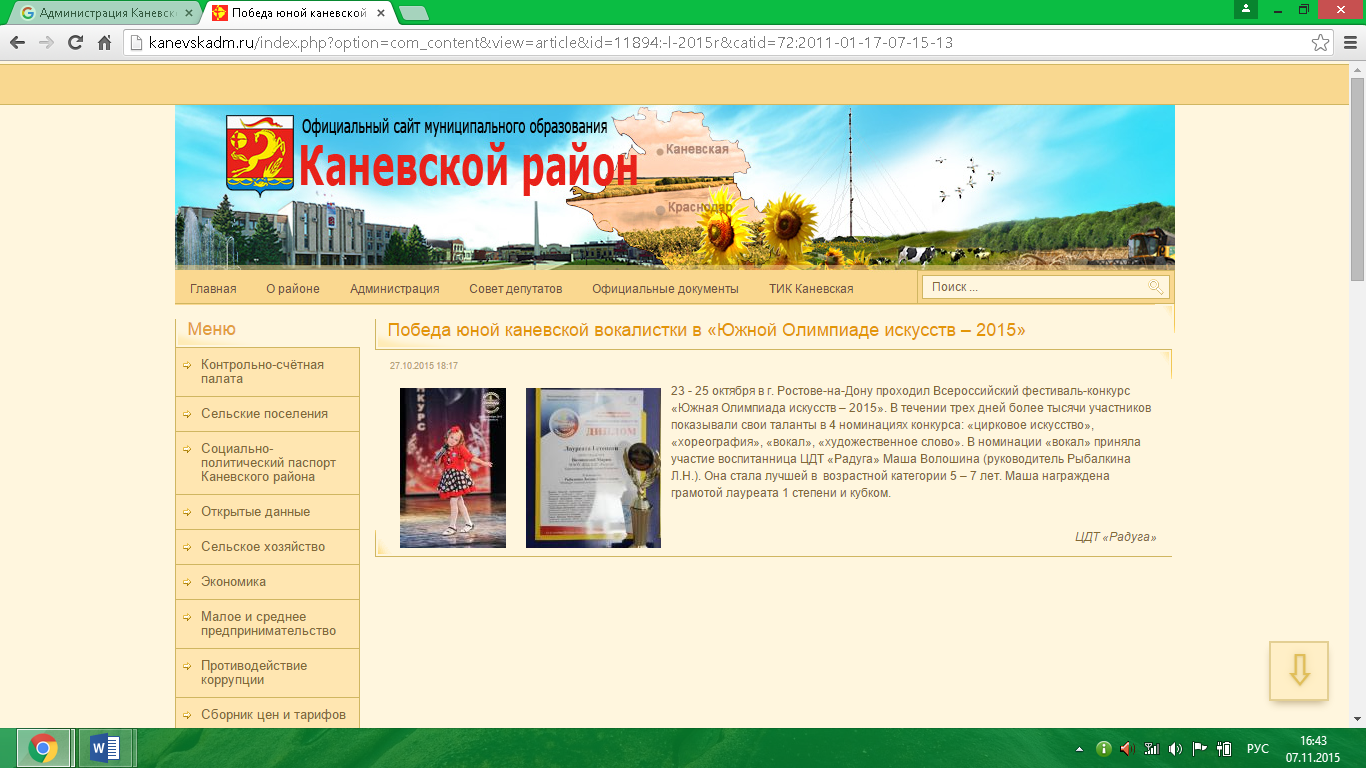 Администрация Каневск
Победа юной каневской
kanevskadm.ru/index.php?option=com_content&view=article&id=11894:-l-2015r&catid=72:2011-01-17-07-15-13
Официальный сайт муниципального образования
Каневской район
Каневская
Краснодар
Главная О районе Администрация Совет депутатов Официальные документы ТИК Каневская Поиск ...
Меню
Контрольно-счётная
палата
Сельские поселения
Социально-
политический паспорт
Каневского района
Открытые данные
Сельское хозяйство
Экономика
Малое и среднее
предпринимательство
Противодействие
коррупции
Сборник цен и тарифов
Победа юной каневской вокалистки в «Южной Олимпиаде искусств – 2015»
27.10.2015 18:17
КУРС
ДИПЛОМ
23 - 25 октября в г. Ростове-на-Дону проходил Всероссийский фестиваль-конкурс
«Южная Олимпиада искусств – 2015». В течении трех дней более тысячи участников
показывали свои таланты в 4 номинациях конкурса: «цирковое искусство»,
«хореография», «вокал», «художественное слово». В номинации «вокал» приняла
участие воспитанница ЦДТ «Радуга» Маша Волошина (руководитель Рыбалкина
Л.Н.). Она стала лучшей в возрастной категории 5 – 7 лет. Маша награждена
грамотой лауреата 1 степени и кубком.
ЦДТ «Радуга»
РУС
16:43
07.11.2015